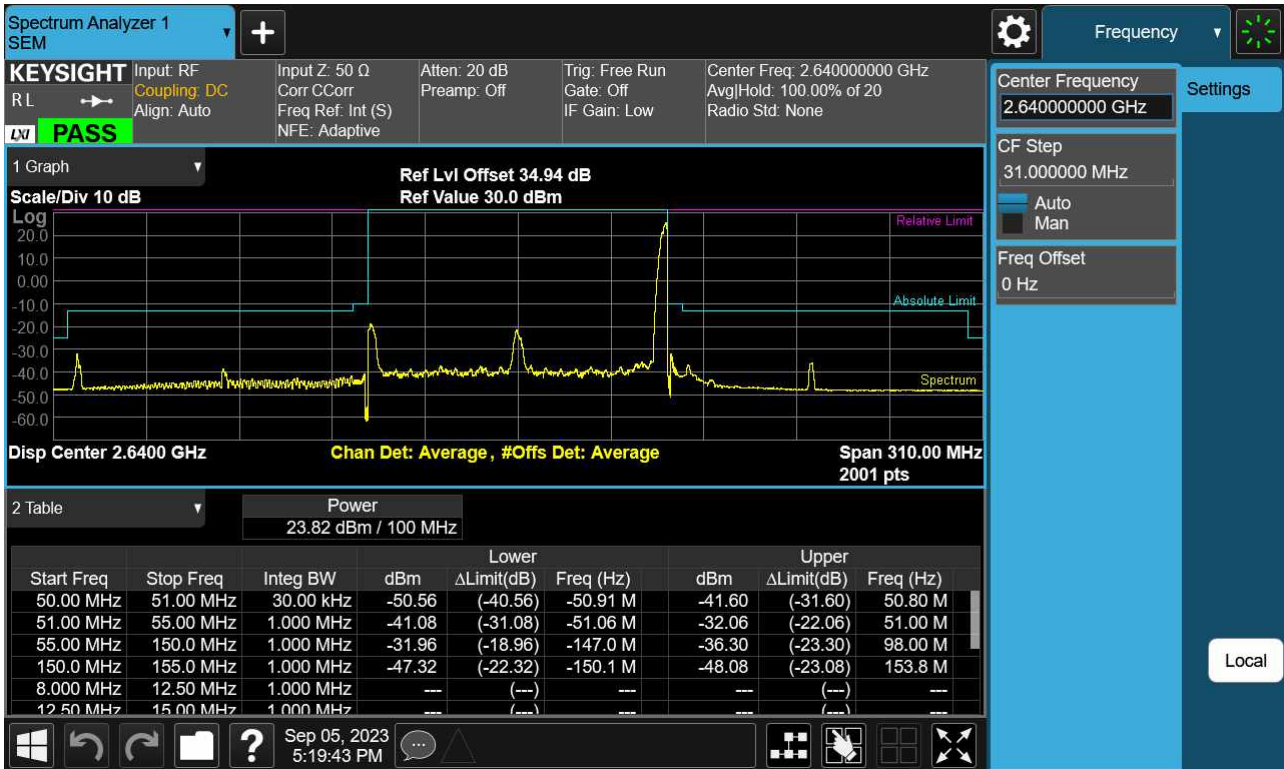 Spectrum Analyzer 1
SEM
Frequency
KEYSIGHT
R L
LXI
PASS
Input: RF
Coupling: DC
Align: Auto
Input Z: 50 Ω
Corr CCorr
Freq Ref: Int (S)
NFE: Adaptive
Atten: 20 dB
Preamp: Off
Trig: Free Run
Gate: Off
IF Gain: Low
Center Freq: 2.640000000 GHz
Avg|Hold: 100.00% of 20
Radio Std: None
Center Frequency
2.640000000 GHz
Settings
CF Step
31.000000 MHz
Auto
Man
Freq Offset
0 Hz
1 Graph
Ref Lvl Offset 34.94 dB
Scale/Div 10 dB
Ref Value 30.0 dBm
Log
20.0
10.0
0.00
-10.0
-20.0
-30.0
-40.0
-50.0
-60.0
Relative Limit
Absolute Limit
Spectrum
Disp Center 2.6400 GHz
Chan Det: Average , #Offs Det: Average
Span 310.00 MHz
2001 pts
2 Table
Power
23.82 dBm / 100 MHz
Lower Upper
Start Freq Stop Freq Integ BW dBm ΔLimit(dB) Freq (Hz) dBm ΔLimit(dB) Freq (Hz)
50.00 MHz 51.00 MHz 30.00 kHz -50.56 (-40.56) -50.91 M -41.60 (-31.60) 50.80 M
51.00 MHz 55.00 MHz 1.000 MHz -41.08 (-31.08) -51.06 M -32.06 (-22.06) 51.00 M
55.00 MHz 150.0 MHz 1.000 MHz -31.96 (-18.96) -147.0 M -36.30 (-23.30) 98.00 M
150.0 MHz 155.0 MHz 1.000 MHz -47.32 (-22.32) -150.1 M -48.08 (-23.08) 153.8 M
8.000 MHz 12.50 MHz 1.000 MHz --- (---) --- --- (---) ---
12.50 MHz 15.00 MHz 1.000 MHz --- (---) --- --- (---) ---
Local
?
Sep 05, 2023
5:19:43 PM